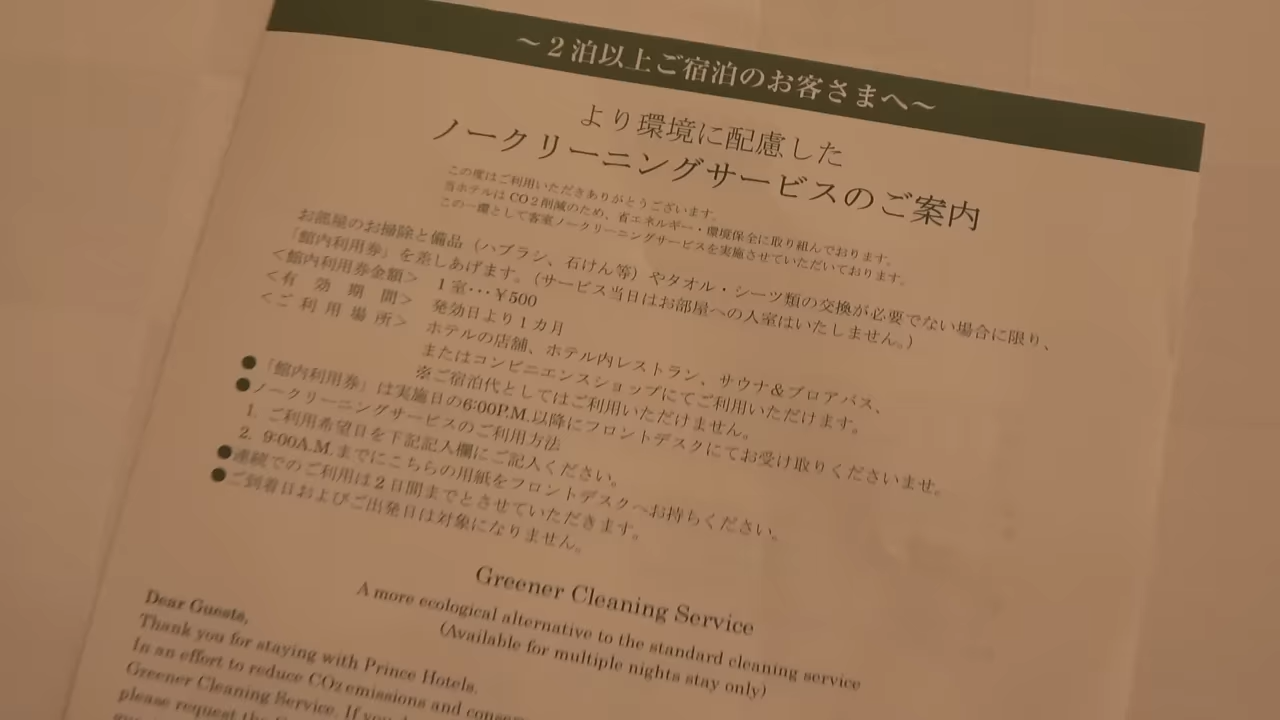 ～2泊以上ご宿泊のお客さまへ～
より環境に配慮した
ノークリーニングサービスのご案内
この度はご利用いただきありがとうございます。
当ホテルは CO2削減のため、省エネルギー・環境保全に取り組んでおります。
この一環として客室ノークリーニングサービスを実施させていただいております。
お部屋のお掃除と備品（ハブラシ、石けん等）やタオル・シーツ類の交換が必要でない場合に限り、
「館内利用券」を差しあげます。（サービス当日はお部屋への入室はいたしません。）
＜館内利用券金額＞ 1室･･･￥500
＜有効期間＞ 発効日より1カ月
＜ご利用場所＞ ホテルの店舗、ホテル内レストラン、サウナ＆ブロアバス、
またはコンビニエンスショップにてご利用いただけます。
※ご宿泊代としてはご利用いただけません。
●「館内利用券」は実施日の6:00P.M.以降にフロントデスクにてお受け取りくださいませ。
●ノークリーニングサービスのご利用方法
1. ご利用希望日を下記記入欄にご記入ください。
2. 9:00A.M.までにこちらの用紙をフロントデスクへお持ちください。
●連続でのご利用は2日間までとさせていただきます。
●ご到着日およびご出発日は対象になりません。
Greener Cleaning Service
A more ecological alternative to the standard cleaning service
(Available for multiple nights stay only)
Dear Guests,
Thank you for staying with Prince Hotels.
In an effort to reduce CO2 emissions and
Greener Cleaning Service. If
please request the